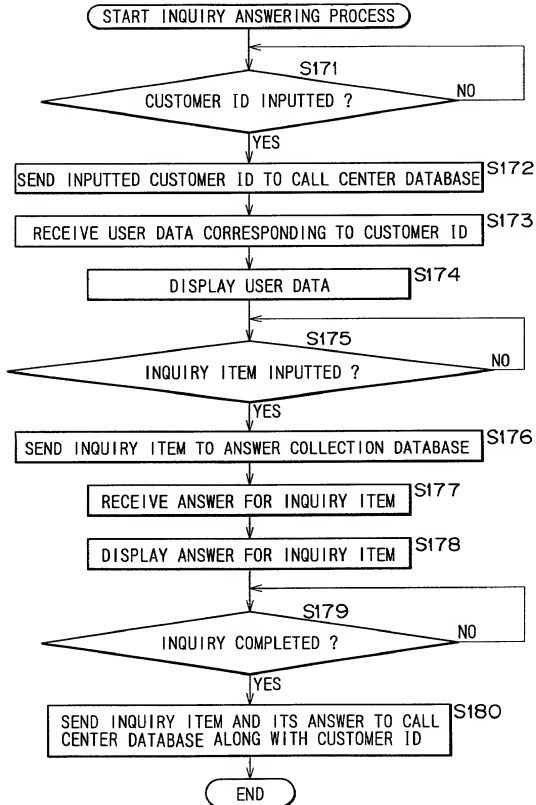 START INQUIRY ANSWERING PROCESS
S171
CUSTOMER ID INPUTTED ?
NO
YES
S172
SEND INPUTTED CUSTOMER ID TO CALL CENTER DATABASE
S173
RECEIVE USER DATA CORRESPONDING TO CUSTOMER ID
S174
DISPLAY USER DATA
S175
INQUIRY ITEM INPUTTED ?
NO
YES
S176
SEND INQUIRY ITEM TO ANSWER COLLECTION DATABASE
S177
RECEIVE ANSWER FOR INQUIRY ITEM
S178
DISPLAY ANSWER FOR INQUIRY ITEM
S179
INQUIRY COMPLETED ?
NO
YES
S180
SEND INQUIRY ITEM AND ITS ANSWER TO CALL
CENTER DATABASE ALONG WITH CUSTOMER ID
END